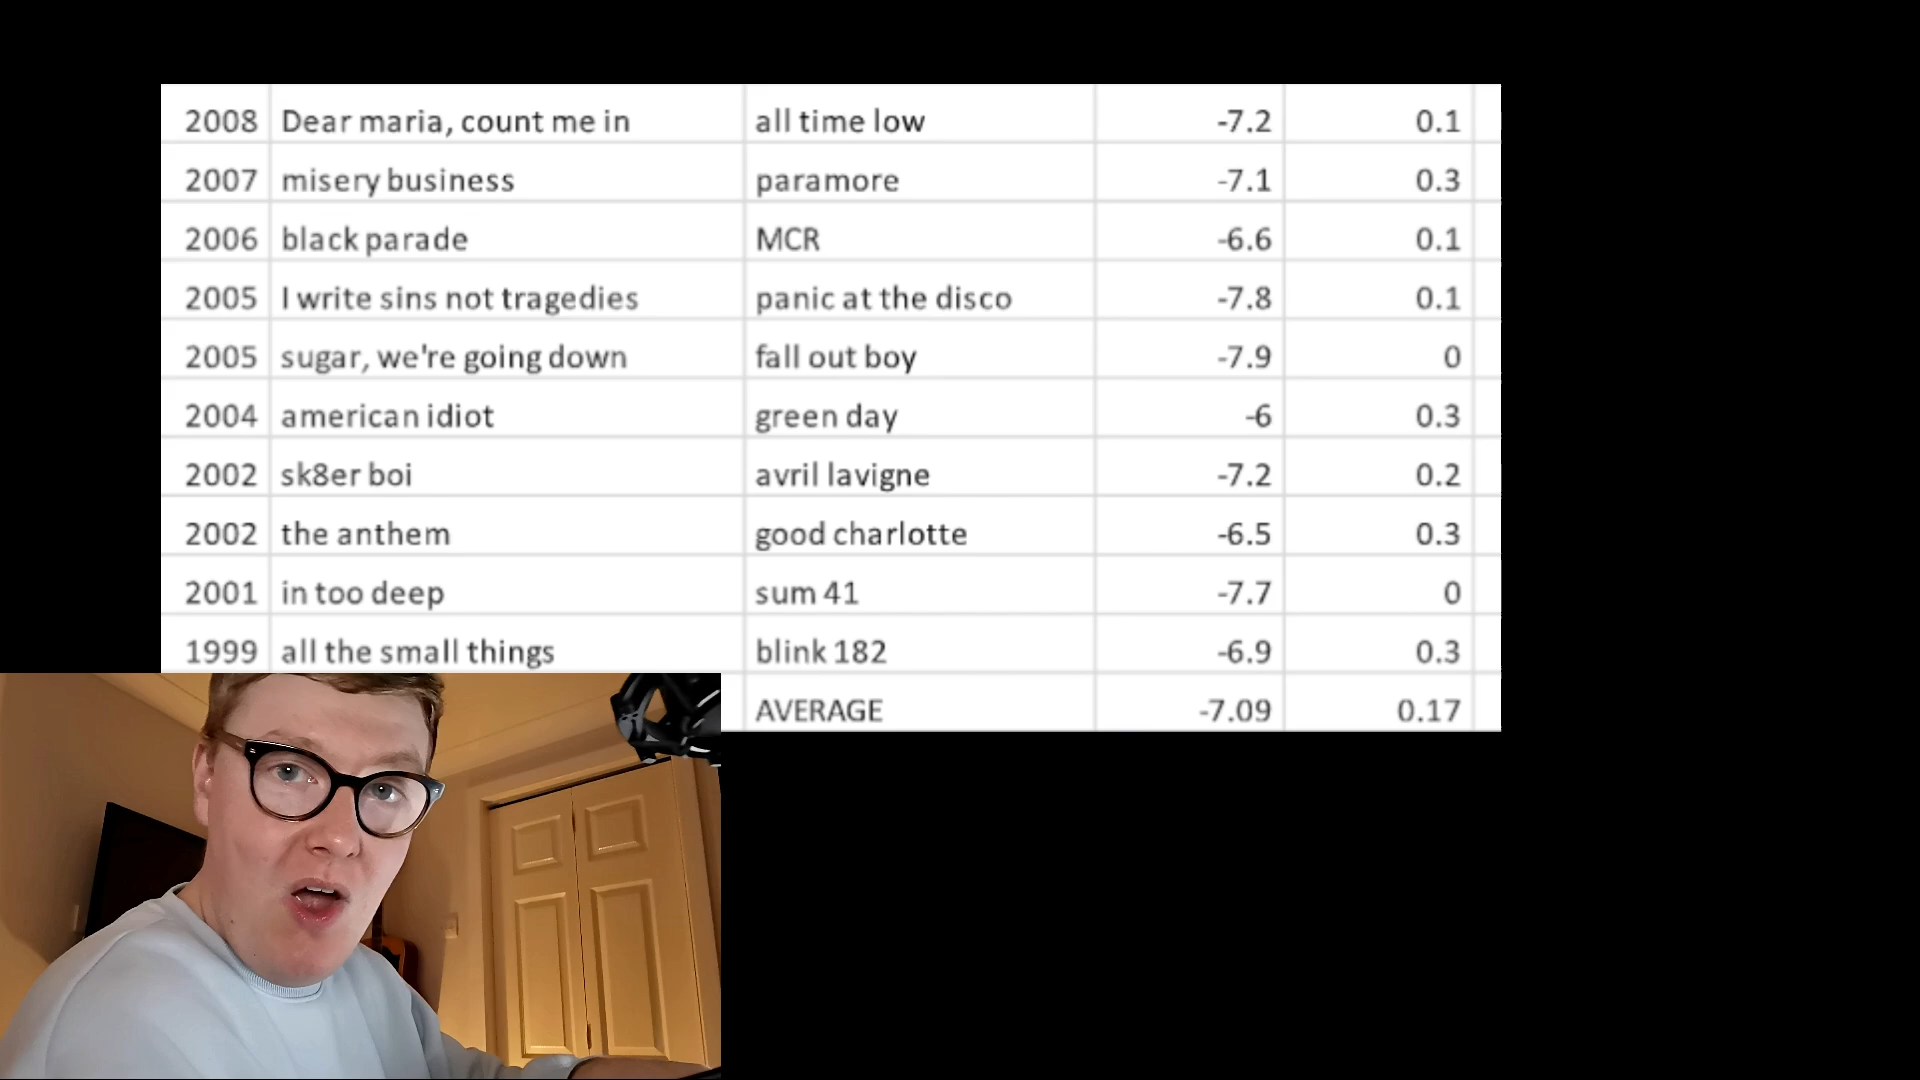 2008 Dear maria, count me in all time low -7.2 0.1
2007 misery business paramore -7.1 0.3
2006 black parade MCR -6.6 0.1
2005 I write sins not tragedies panic at the disco -7.8 0.1
2005 sugar, we're going down fall out boy -7.9 0
2004 american idiot green day -6 0.3
2002 sk8er boi avril lavigne -7.2 0.2
2002 the anthem good charlotte -6.5 0.3
2001 in too deep sum 41 -7.7 0
1999 all the small things blink 182 -6.9 0.3
AVERAGE -7.09 0.17